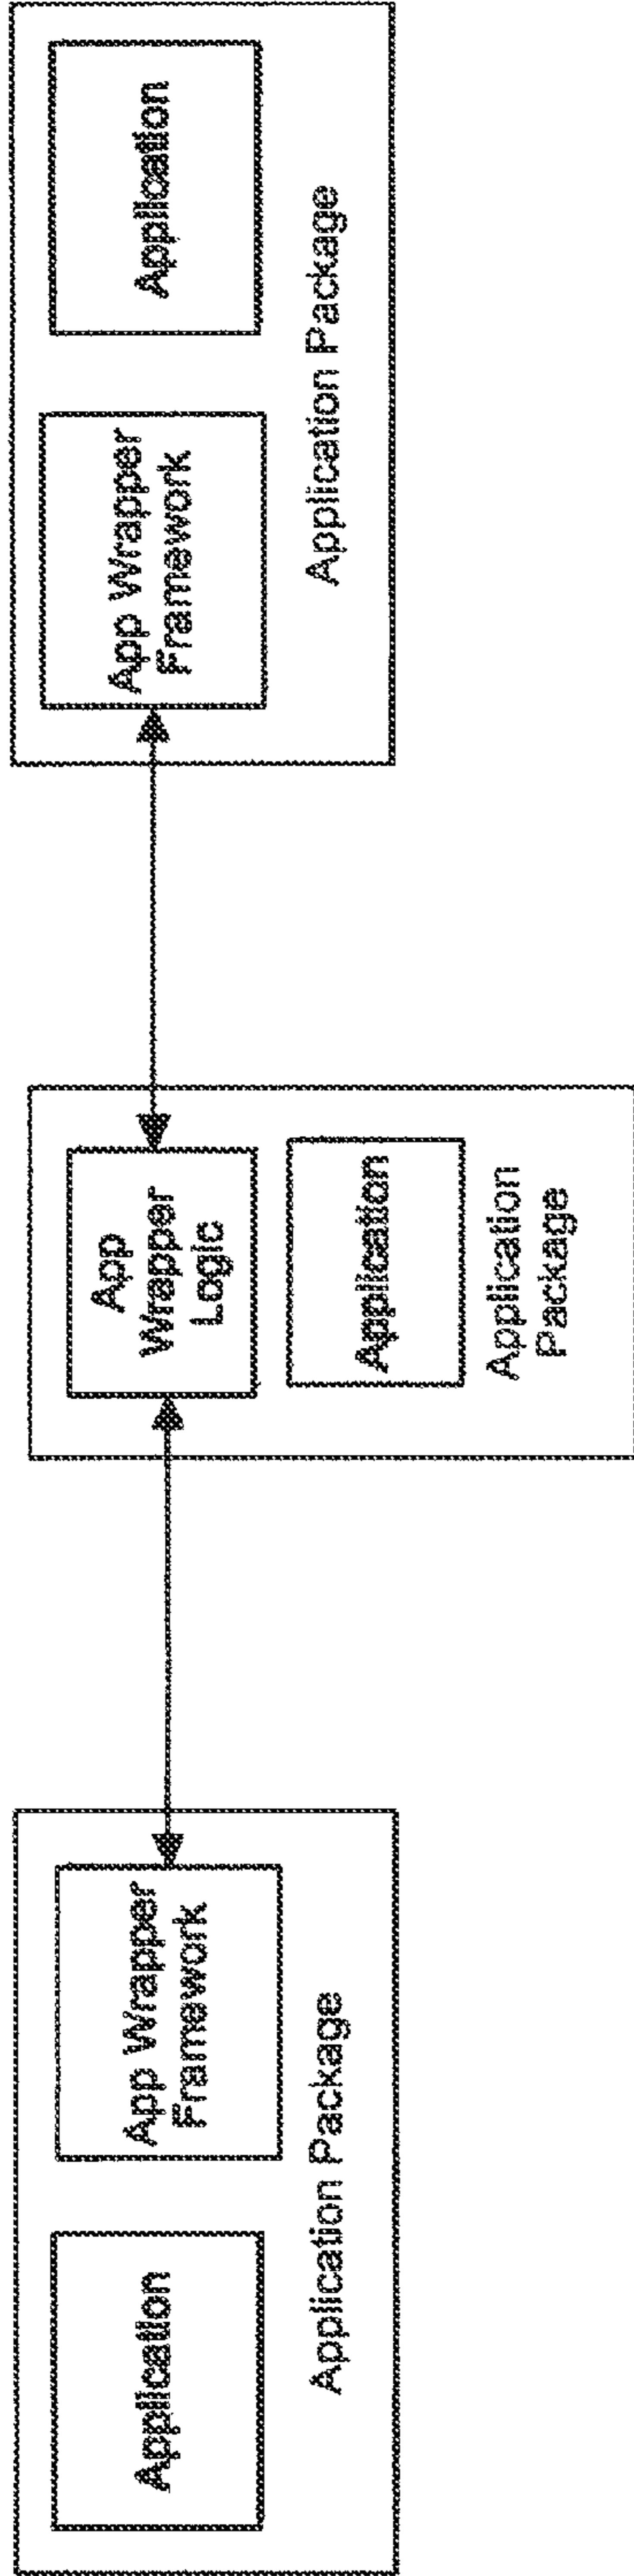 Application
App Wrapper
Framework
Application Package
App
Wrapper
Logic
Application
Application
Package
App Wrapper
Framework
Application
Application Package